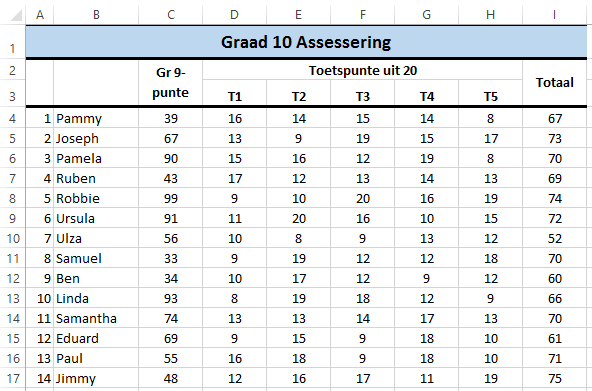 A B C D E F G H I
1 Graad 10 Assessering
2 Gr 9-punte Toetspunte uit 20 Totaal
3 T1 T2 T3 T4 T5
4 1 Pammy 39 16 14 15 14 8 67
5 2 Joseph 67 13 9 19 15 17 73
6 3 Pamela 90 15 16 12 19 8 70
7 4 Ruben 43 17 12 13 14 13 69
8 5 Robbie 99 9 10 20 16 19 74
9 6 Ursula 91 11 20 16 10 15 72
10 7 Ulza 56 10 8 9 13 12 52
11 8 Samuel 33 9 19 12 12 18 70
12 9 Ben 34 10 17 12 9 12 60
13 10 Linda 93 8 19 18 12 9 66
14 11 Samantha 74 13 13 14 17 13 70
15 12 Eduard 69 9 15 9 18 10 61
16 13 Paul 55 16 18 9 18 10 71
17 14 Jimmy 48 12 16 17 11 19 75